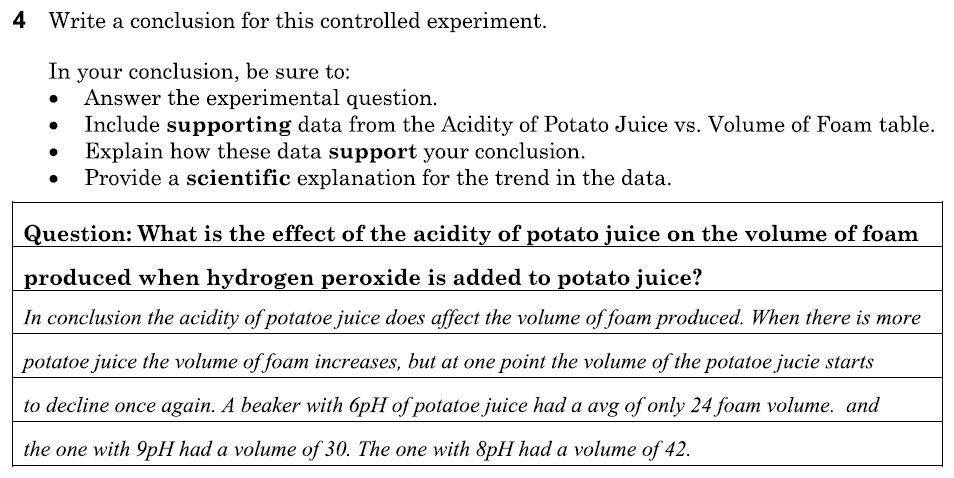 4 Write a conclusion for this controlled experiment.
In your conclusion, be sure to:
• Answer the experimental question.
• Include supporting data from the Acidity of Potato Juice vs. Volume of Foam table.
• Explain how these data support your conclusion.
• Provide a scientific explanation for the trend in the data.
Question: What is the effect of the acidity of potato juice on the volume of foam
produced when hydrogen peroxide is added to potato juice?
In conclusion the acidity of potatoe juice does affect the volume of foam produced. When there is more
potatoe juice the volume of foam increases, but at one point the volume of the potatoe jucie starts
to decline once again. A beaker with 6pH of potatoe juice had a avg of only 24 foam volume. and
the one with 9pH had a volume of 30. The one with 8pH had a volume of 42.